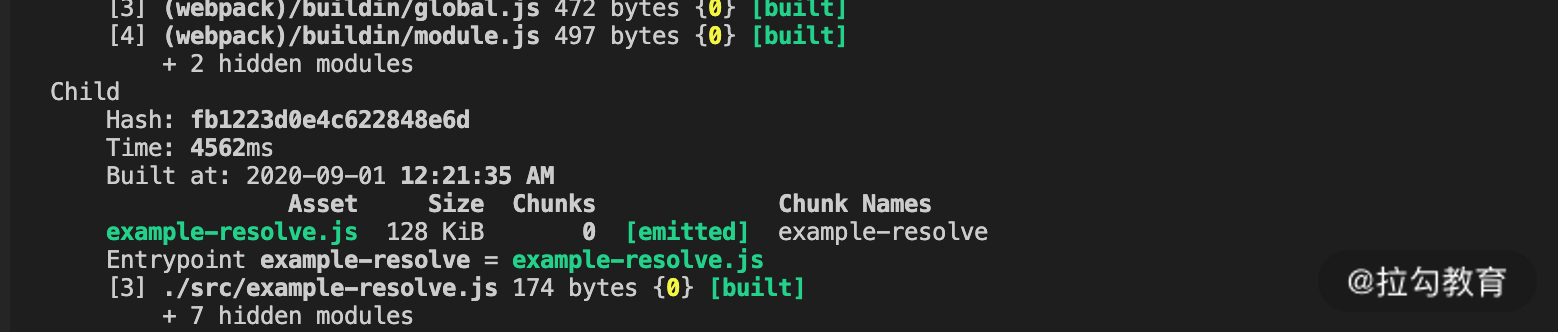 [3] (webpack)/buildin/global.js 472 bytes {0} [built]
[4] (webpack)/buildin/module.js 497 bytes {0} [built]
+ 2 hidden modules
Child
Hash: fb1223d0e4c622848e6d
Time: 4562ms
Built at: 2020-09-01 12:21:35 AM
Asset Size Chunks Chunk Names
example-resolve.js 128 KiB 0 [emitted] example-resolve
Entrypoint example-resolve = example-resolve.js
[3] ./src/example-resolve.js 174 bytes {0} [built]
+ 7 hidden modules
@拉勾教育